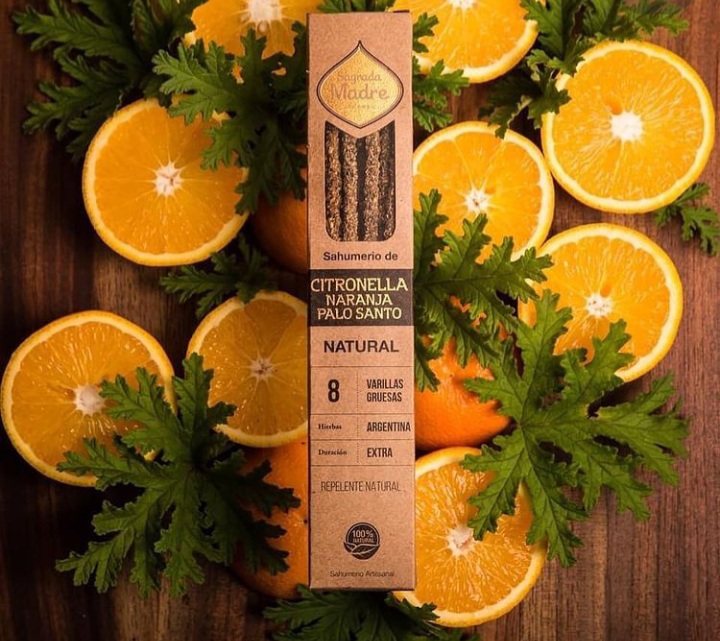 Sagrada
Madre
Sahumerio de
CITRONELLA
NARANJA
PALO SANTO
NATURAL
8 VARILLAS
GRUESAS
Hierbas ARGENTINA
Duración EXTRA
REPELENTE NATURAL
100%
NATURAL
Sahumerio Artesanal